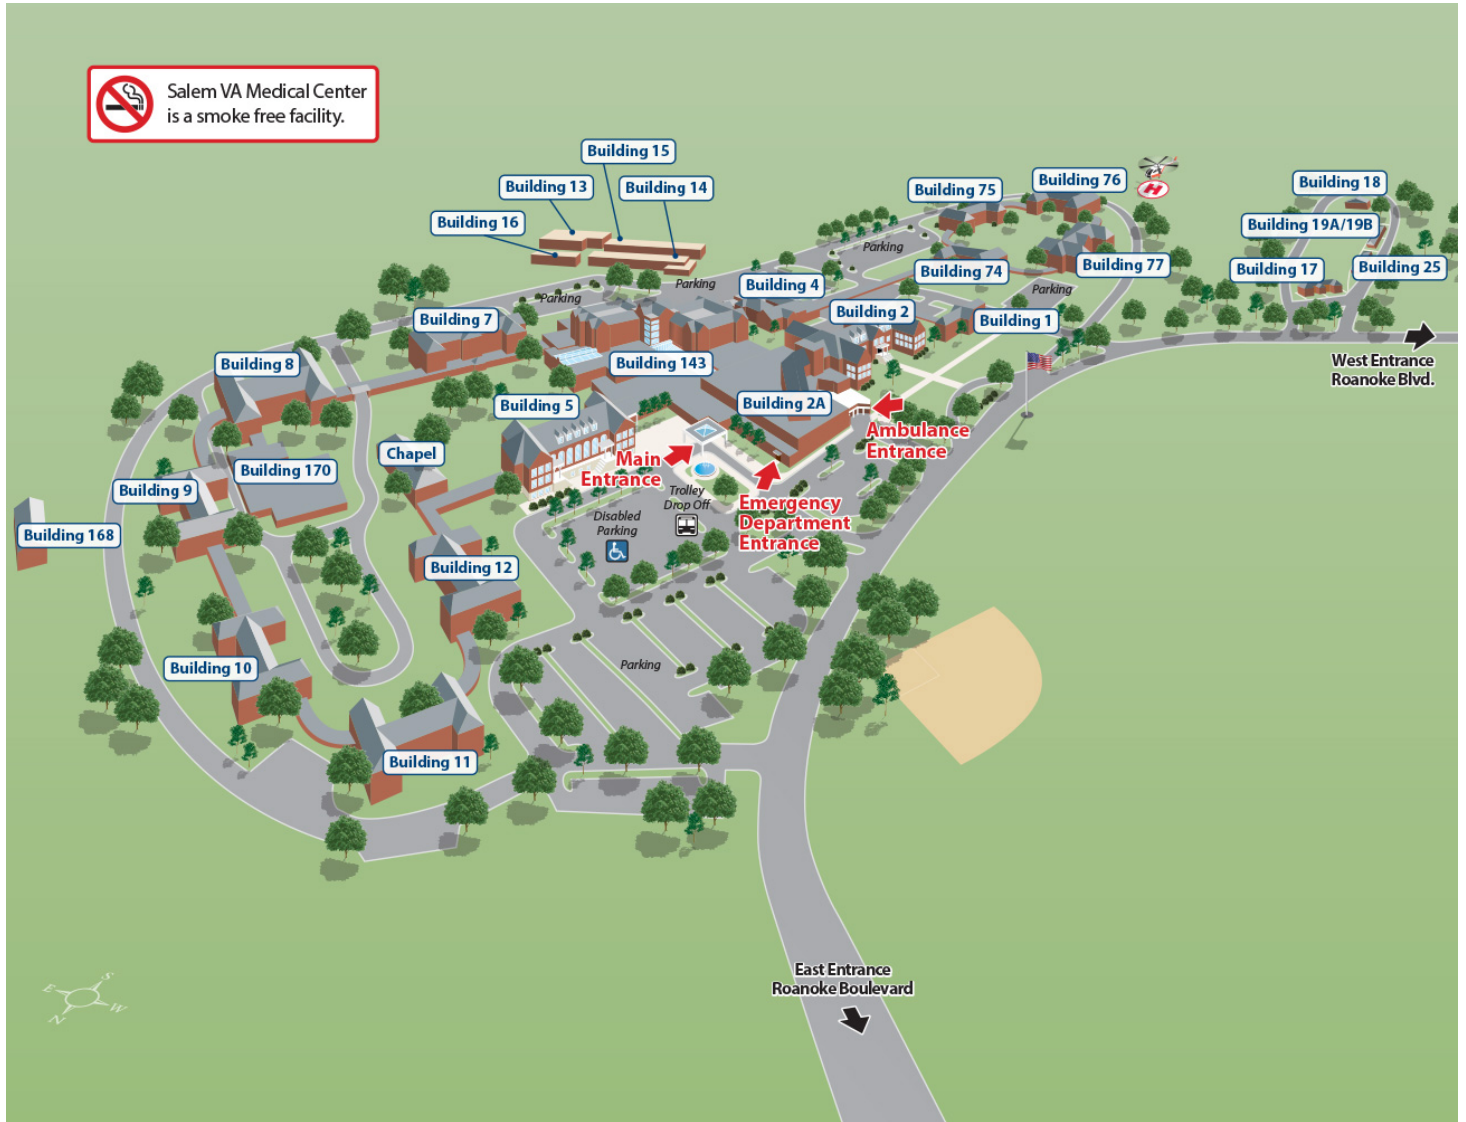 Salem VA Medical Center
is a smoke free facility.
Building 15
Building 13
Building 14
Building 16
Building 75
Building 76
H
Building 18
Building 19A/19B
Parking
Building 74
Building 77
Building 17
Building 25
Building 4
Parking
Parking
Parking
Building 7
Building 2
Building 1
Building 8
Building 143
West Entrance
Roanoke Blvd.
Building 5
Building 2A
Ambulance
Entrance
Chapel
Main
Entrance
Building 170
Building 9
Trolley
Drop Off
Emergency
Department
Entrance
Disabled
Parking
Building 168
Building 12
Building 10
Parking
Building 11
East Entrance
Roanoke Boulevard
S
E
W
N